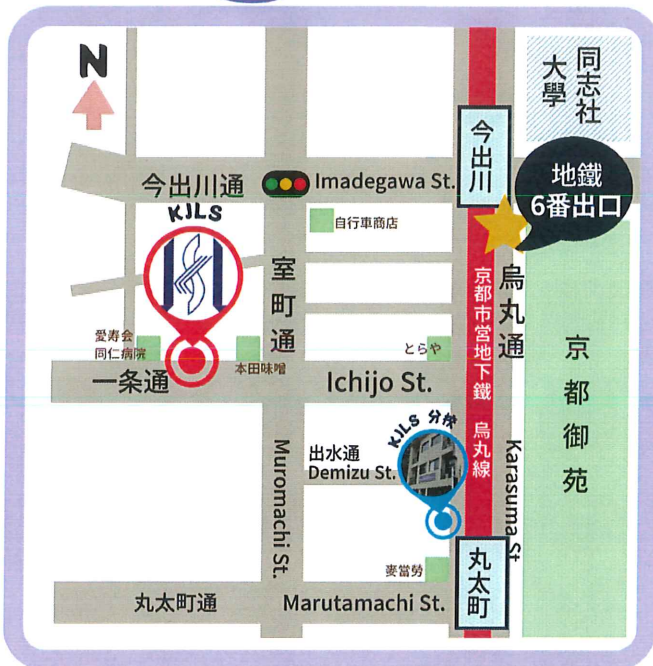 N
同志社
大學
今出川
地鐵
6番出口
今出川通
Imadegawa St.
KJLS
自行車商店
室町通
烏丸通
京都市営地下鐵 烏丸線
京都御苑
愛寿会
同仁病院
本田味噌
とらや
一条通
Ichijo St.
KJLS 分校
出水通
Demizu St.
Muromachi St.
Karasuma St
麥當勞
丸太町
丸太町通
Marutamachi St.